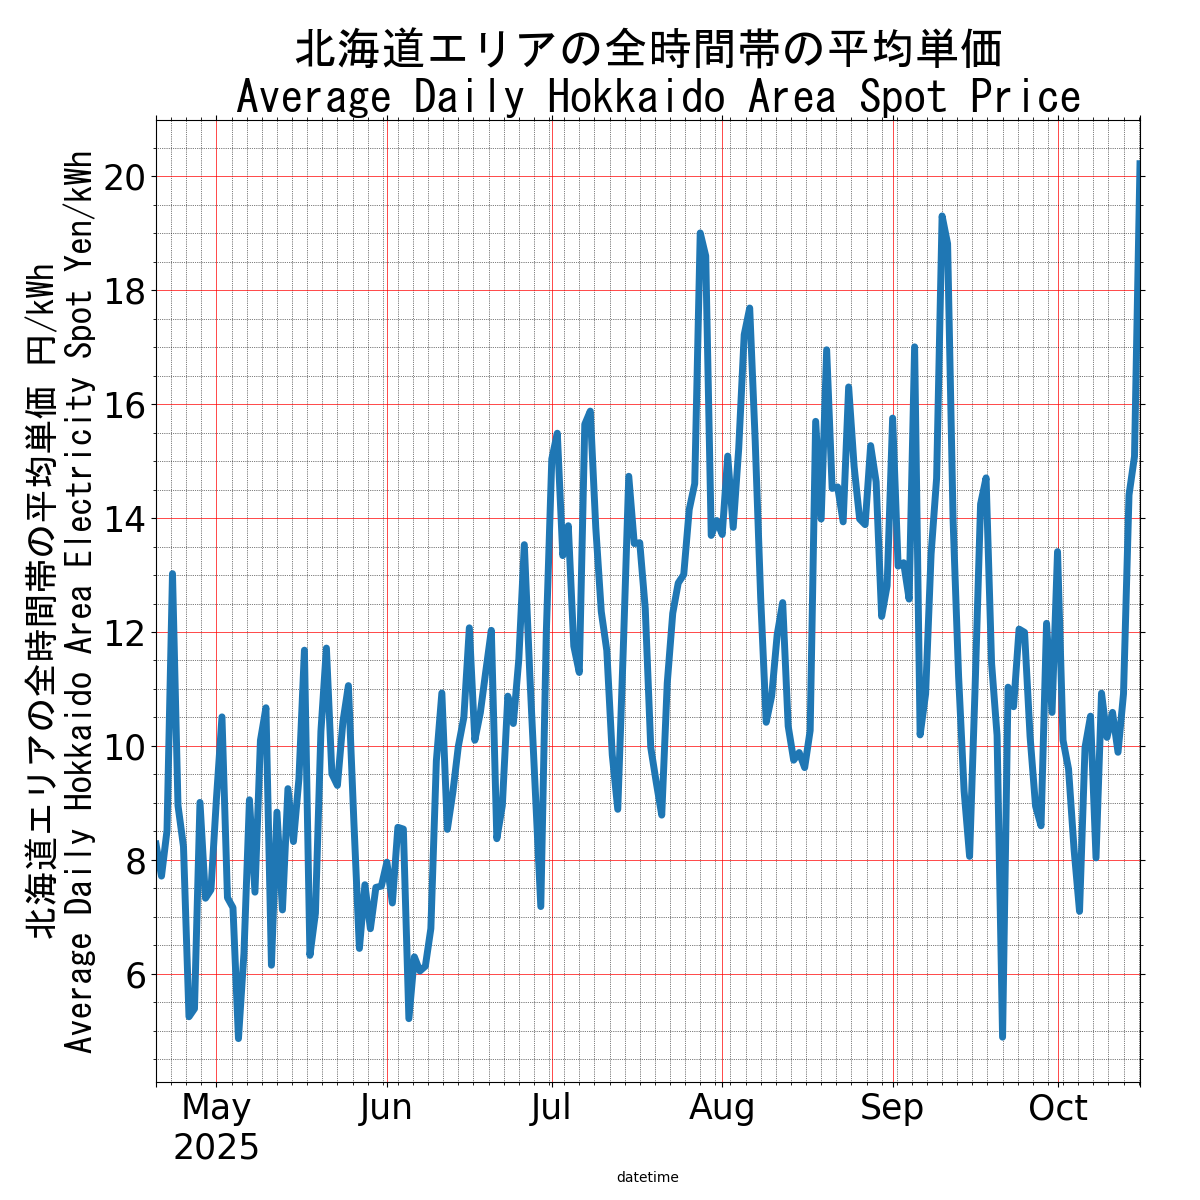 北海道エリアの全時間帯の平均単価
Average Daily Hokkaido Area Spot Price
北海道エリアの全時間帯の平均単価 円/kWh
Average Daily Hokkaido Area Electricity Spot Yen/kWh
20
18
16
14
12
10
8
6
May
2025
Jun
Jul
Aug
Sep
Oct
datetime